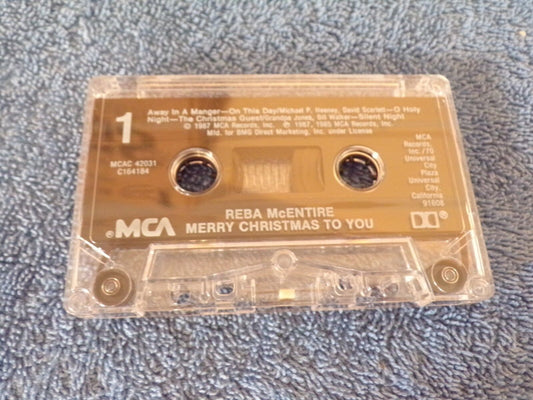 1
Away In A Manger—On This Day/Michael P. Heeney, David Scarlett—O Holy
Night—The Christmas Guest/Grandpa Jones, Bill Walker—Silent Night
© 1987 MCA Records, Inc. ℗ 1987, 1985 MCA Records, Inc.
Mfd. for BMG Direct Marketing, Inc. under License
MCAC 42031
C164184
MCA
Records,
Inc./70
Universal
City
Plaza
Universal
City,
California
91608
REBA McENTIRE
MERRY CHRISTMAS TO YOU
MCA
®